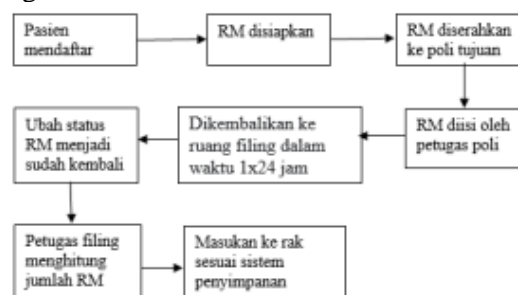 Pasien
mendaftar
RM disiapkan
RM diserahkan
ke poli tujuan
RM diisi oleh
petugas poli
Dikembalikan ke
ruang filing dalam
waktu 1x24 jam
Ubah status
RM menjadi
sudah kembali
Petugas filing
menghitung
jumlah RM
Masukan ke rak
sesuai sistem
penyimpanan